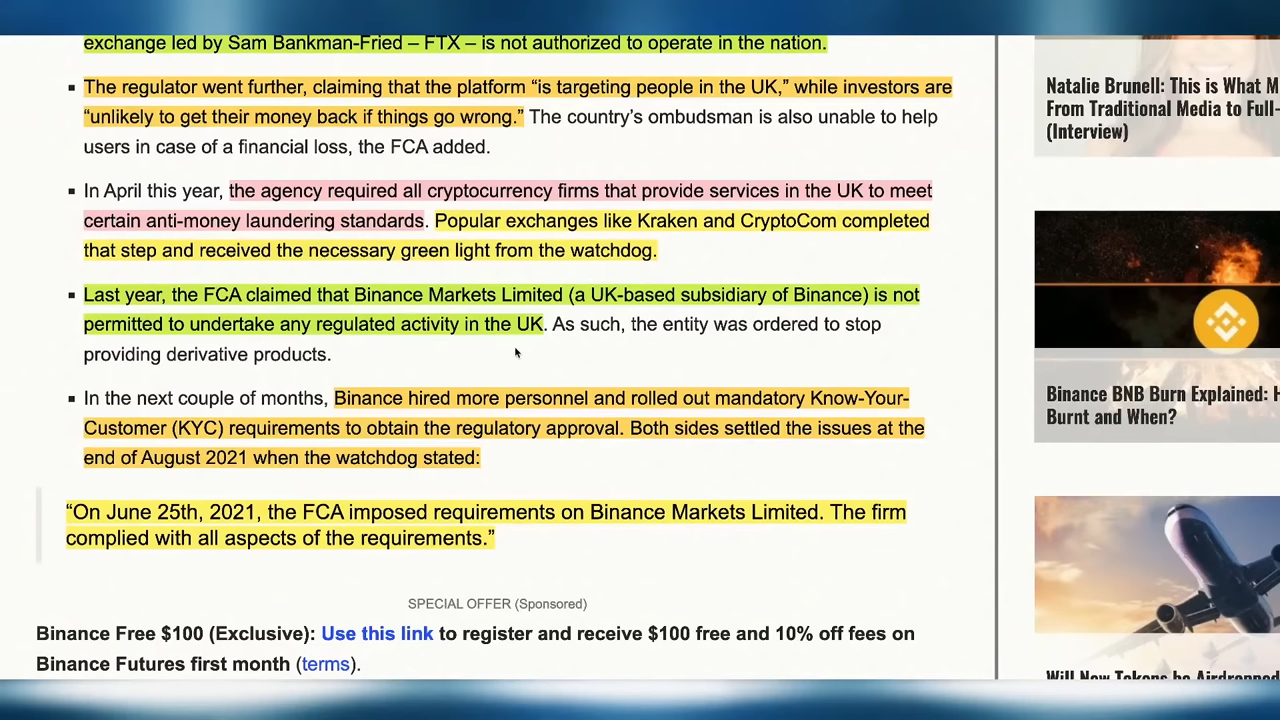 exchange led by Sam Bankman-Fried – FTX – is not authorized to operate in the nation.
▪ The regulator went further, claiming that the platform “is targeting people in the UK,” while investors are
“unlikely to get their money back if things go wrong.” The country’s ombudsman is also unable to help
users in case of a financial loss, the FCA added.
▪ In April this year, the agency required all cryptocurrency firms that provide services in the UK to meet
certain anti-money laundering standards. Popular exchanges like Kraken and CryptoCom completed
that step and received the necessary green light from the watchdog.
▪ Last year, the FCA claimed that Binance Markets Limited (a UK-based subsidiary of Binance) is not
permitted to undertake any regulated activity in the UK. As such, the entity was ordered to stop
providing derivative products.
▪ In the next couple of months, Binance hired more personnel and rolled out mandatory Know-Your-
Customer (KYC) requirements to obtain the regulatory approval. Both sides settled the issues at the
end of August 2021 when the watchdog stated:
“On June 25th, 2021, the FCA imposed requirements on Binance Markets Limited. The firm
complied with all aspects of the requirements.”
SPECIAL OFFER (Sponsored)
Binance Free $100 (Exclusive): Use this link to register and receive $100 free and 10% off fees on
Binance Futures first month (terms).
Natalie Brunell: This is What M
From Traditional Media to Full-
(Interview)
Binance BNB Burn Explained: H
Burnt and When?
Will New Tokens be Airdropped